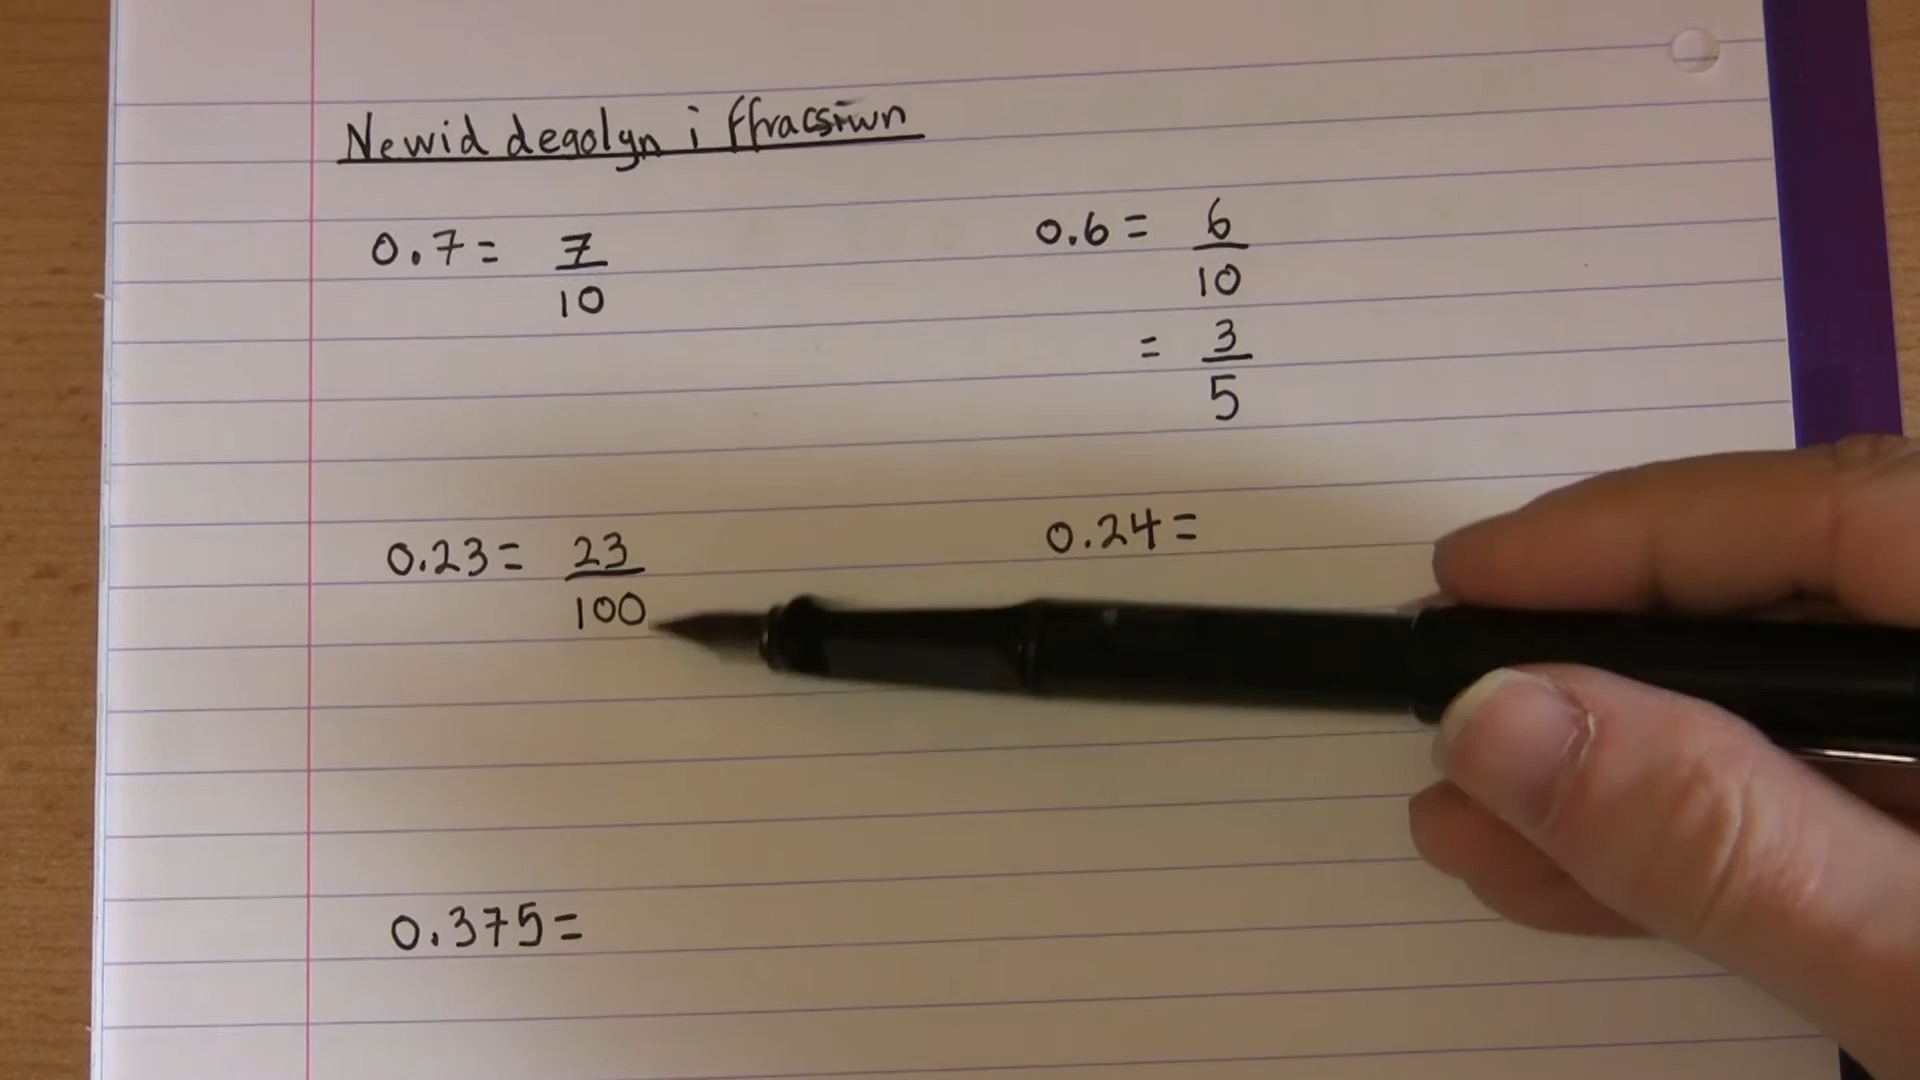 Newid degolyn i ffracsiwn
0.7 = 7/10
0.6 = 6/10
= 3/5
0.23 = 23/100
0.24 =
0.375 =